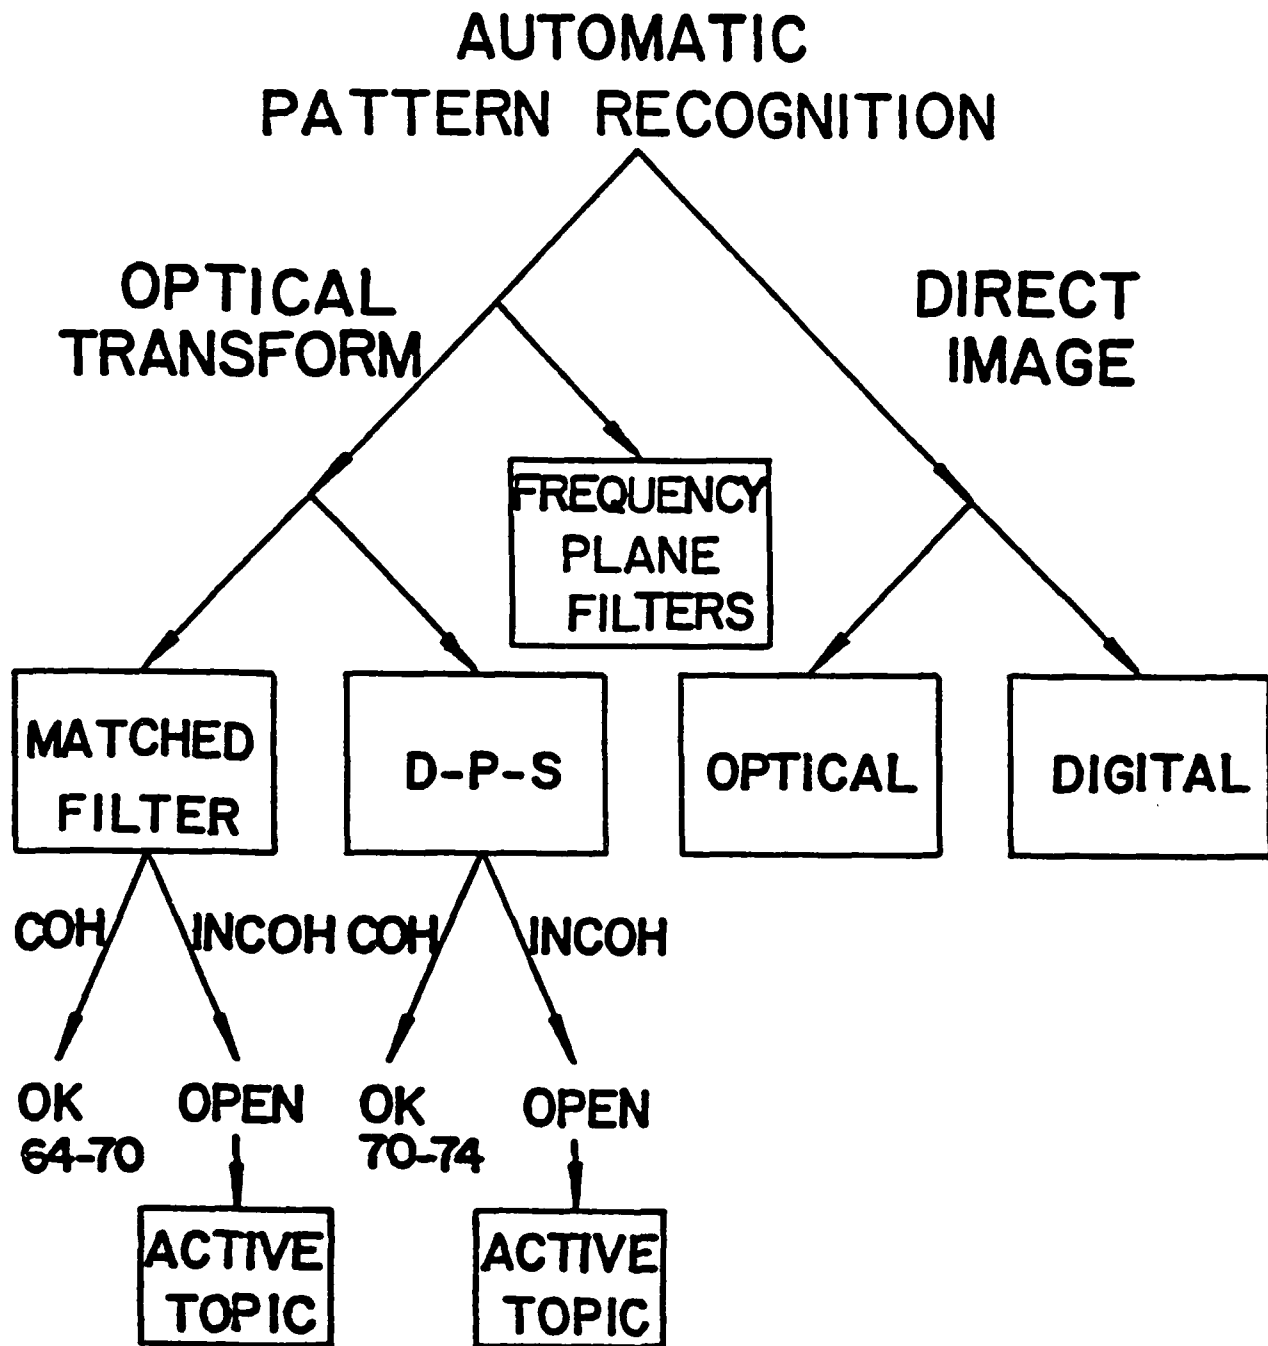 AUTOMATIC
PATTERN RECOGNITION
OPTICAL
TRANSFORM
DIRECT
IMAGE
FREQUENCY
PLANE
FILTERS
MATCHED
FILTER
D-P-S
OPTICAL
DIGITAL
COH
INCOH
COH
INCOH
OK
64-70
OPEN
OK
70-74
OPEN
ACTIVE
TOPIC
ACTIVE
TOPIC